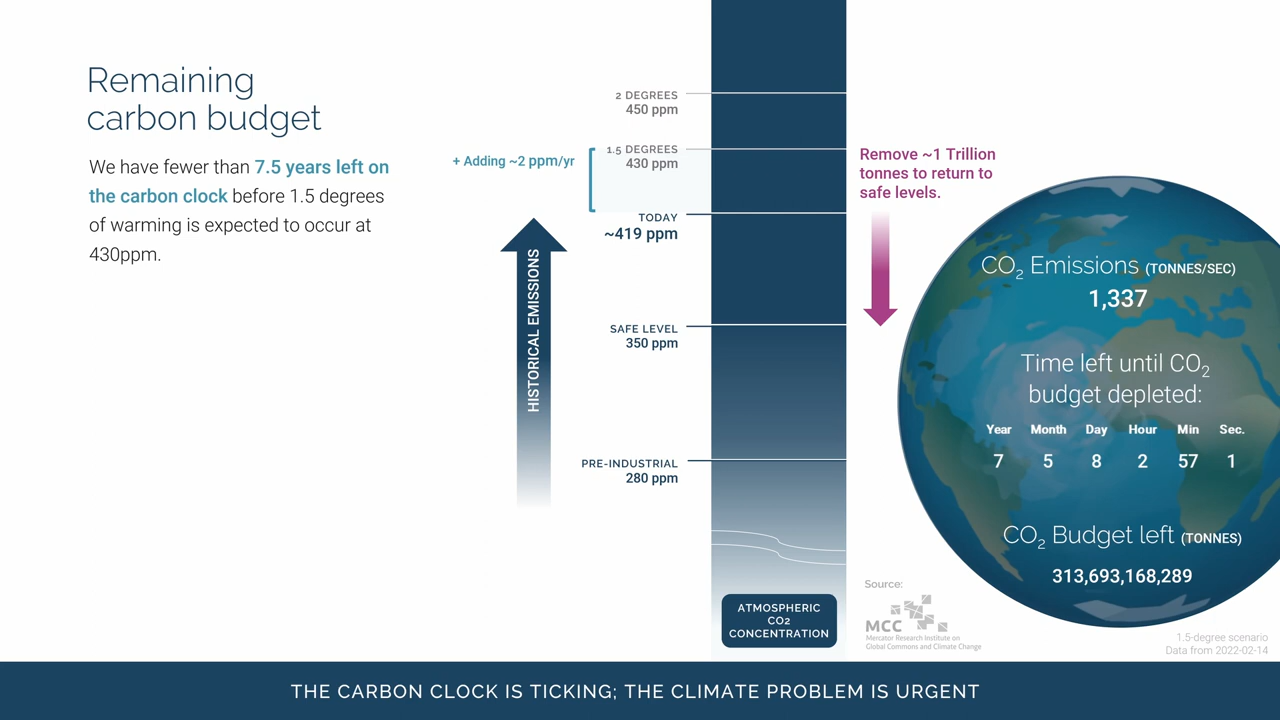 Remaining
carbon budget
We have fewer than 7.5 years left on
the carbon clock before 1.5 degrees
of warming is expected to occur at
430ppm.
+ Adding ~2 ppm/yr
HISTORICAL EMISSIONS
2 DEGREES
450 ppm
1.5 DEGREES
430 ppm
TODAY
~419 ppm
SAFE LEVEL
350 ppm
PRE-INDUSTRIAL
280 ppm
ATMOSPHERIC
CO2
CONCENTRATION
Remove ~1 Trillion
tonnes to return to
safe levels.
CO₂ Emissions (TONNES/SEC)
1,337
Time left until CO₂
budget depleted:
Year Month Day Hour Min Sec.
7 5 8 2 57 1
CO₂ Budget left (TONNES)
313,693,168,289
Source:
MCC
Mercator Research Institute on
Global Commons and Climate Change
1.5-degree scenario
Data from 2022-02-14
THE CARBON CLOCK IS TICKING; THE CLIMATE PROBLEM IS URGENT